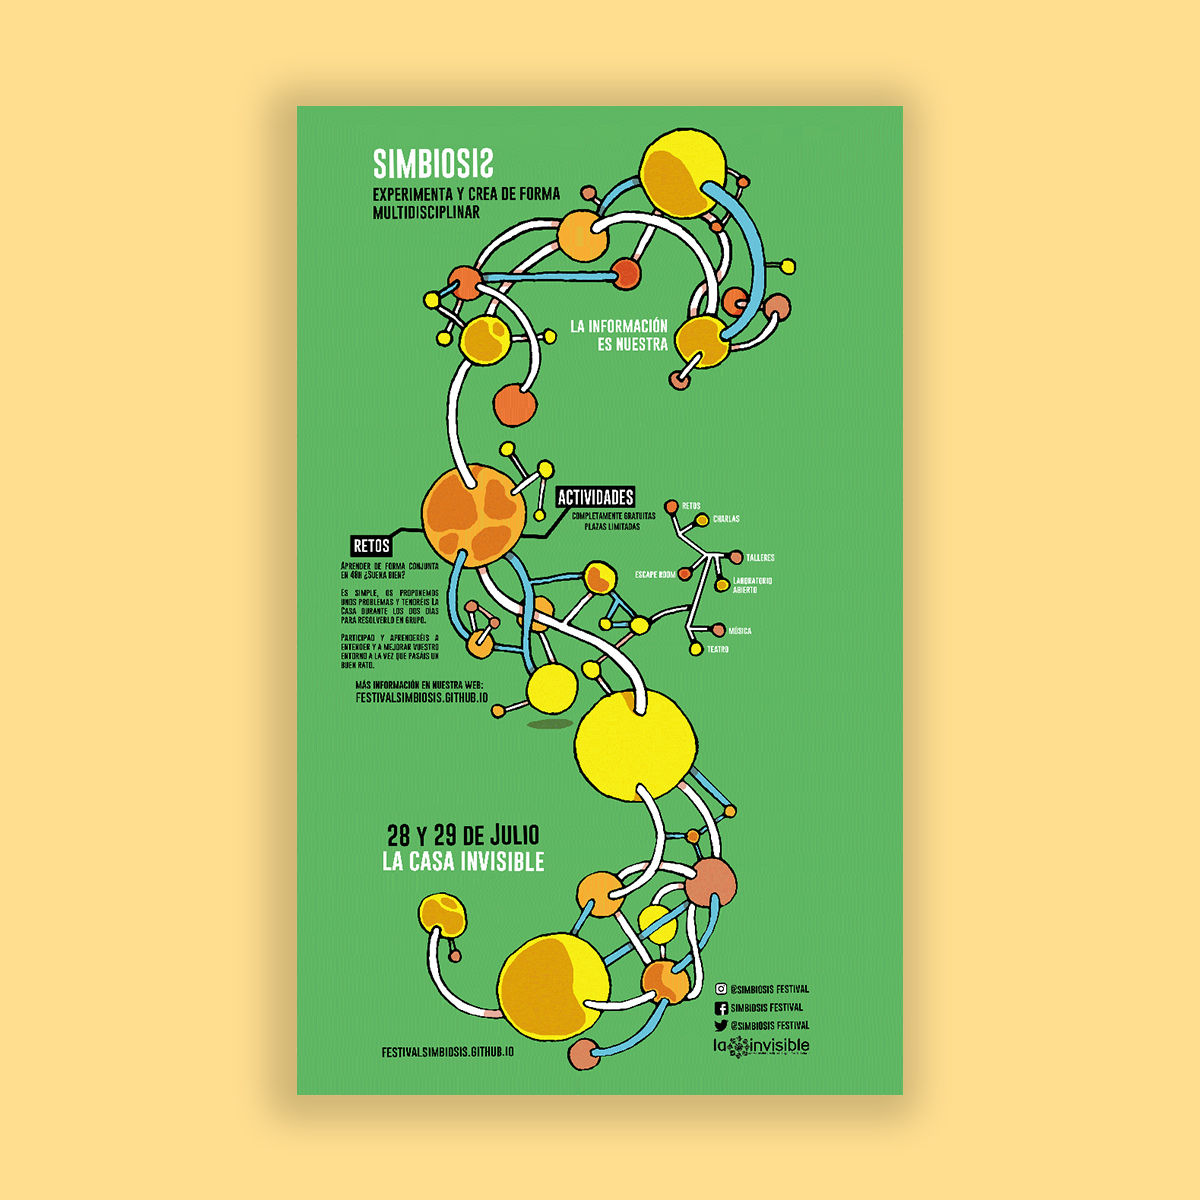 SIMBIOSIS
EXPERIMENTA Y CREA DE FORMA
MULTIDISCIPLINAR
LA INFORMACIÓN
ES NUESTRA
ACTIVIDADES
COMPLETAMENTE GRATUITAS
PLAZAS LIMITADAS
RETOS
CHARLAS
TALLERES
ESCAPE ROOM
LABORATORIO
ABIERTO
MÚSICA
TEATRO
RETOS
APRENDER DE FORMA CONJUNTA
EN 48H ¿SUENA BIEN?
ES SIMPLE, OS PROPONEMOS
UNOS PROBLEMAS Y TENDRÉIS LA
CASA DURANTE LOS DOS DÍAS
PARA RESOLVERLO EN GRUPO.
PARTICIPAD Y APRENDERÉIS A
ENTENDER Y A MEJORAR VUESTRO
ENTORNO A LA VEZ QUE PASÁIS UN
BUEN RATO.
MÁS INFORMACIÓN EN NUESTRA WEB:
FESTIVALSIMBIOSIS.GITHUB.IO
28 Y 29 DE JULIO
LA CASA INVISIBLE
@SIMBIOSIS FESTIVAL
SIMBIOSIS FESTIVAL
@SIMBIOSIS FESTIVAL
la invisible
FESTIVALSIMBIOSIS.GITHUB.IO